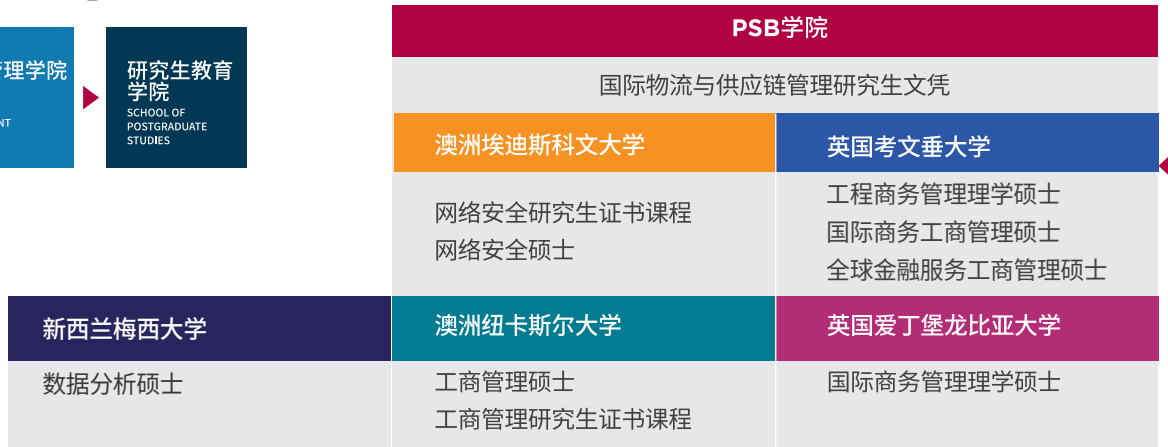 管理学院
NT
研究生教育
学院
SCHOOL OF
POSTGRADUATE
STUDIES
PSB学院
国际物流与供应链管理研究生文凭
澳洲埃迪斯科文大学
英国考文垂大学
网络安全研究生证书课程
网络安全硕士
工程商务管理理学硕士
国际商务工商管理硕士
全球金融服务工商管理硕士
新西兰梅西大学
澳洲纽卡斯尔大学
英国爱丁堡龙比亚大学
数据分析硕士
工商管理硕士
工商管理研究生证书课程
国际商务管理理学硕士